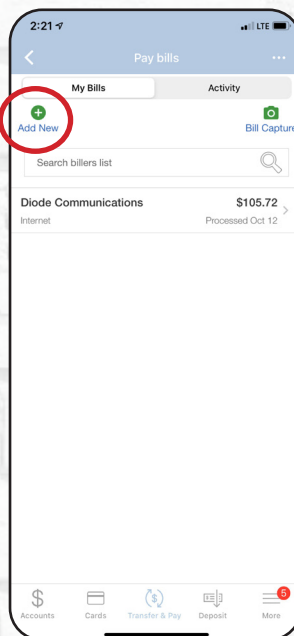 2:21 LTE
Pay bills ...
My Bills Activity
Add New Bill Capture
Search billers list
Diode Communications $105.72
Internet Processed Oct 12
5
Accounts Cards Transfer & Pay Deposit More